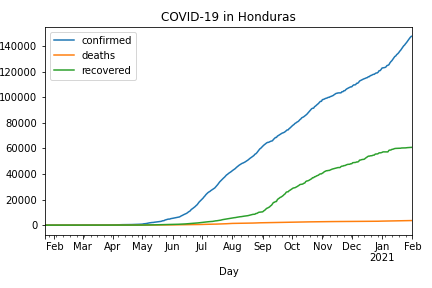 COVID-19 in Honduras
confirmed
deaths
recovered
140000
120000
100000
80000
60000
40000
20000
0
Feb Mar Apr May Jun Jul Aug Sep Oct Nov Dec Jan Feb
2021
Day